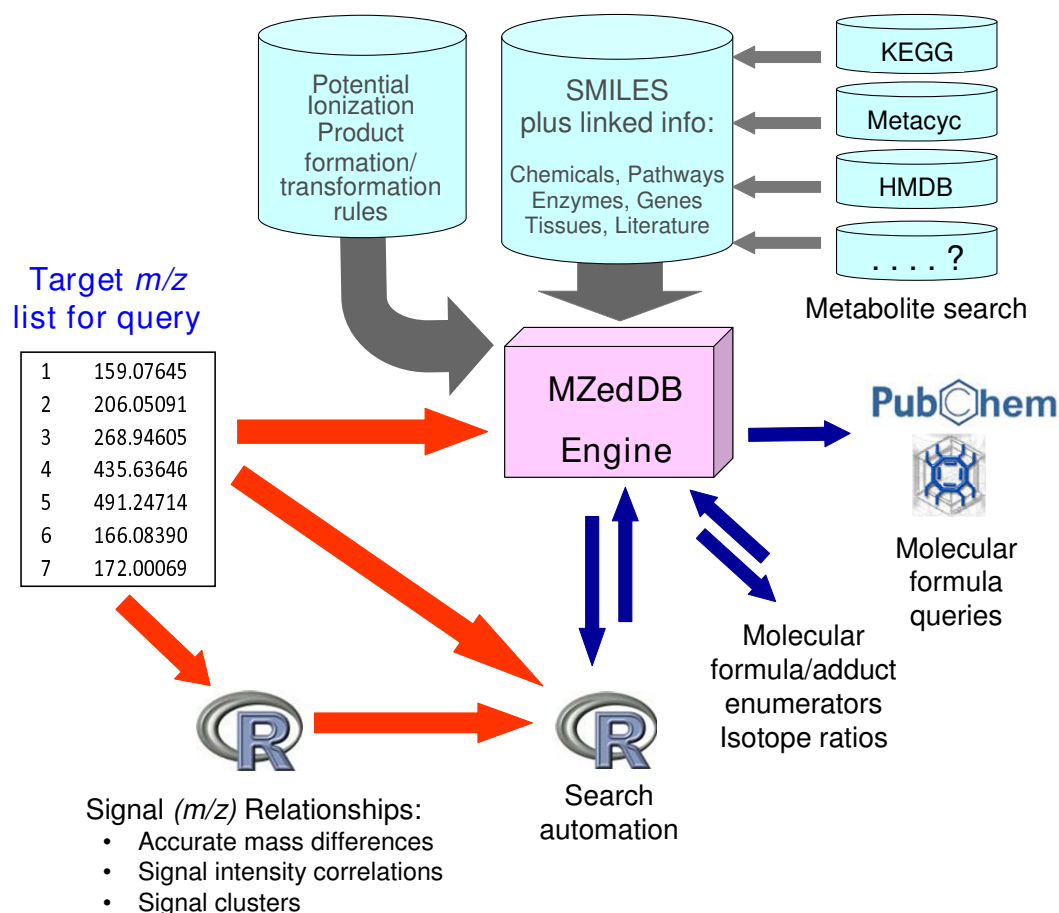 Potential
Ionization
Product
formation/
transformation
rules
SMILES
plus linked info:
Chemicals, Pathways
Enzymes, Genes
Tissues, Literature
KEGG
Metacyc
HMDB
. . . . ?
Metabolite search
Target m/z
list for query
1 159.07645
2 206.05091
3 268.94605
4 435.63646
5 491.24714
6 166.08390
7 172.00069
MZedDB
Engine
PubChem
Molecular
formula
queries
Molecular
formula/adduct
enumerators
Isotope ratios
R
R
Search
automation
Signal (m/z) Relationships:
• Accurate mass differences
• Signal intensity correlations
• Signal clusters